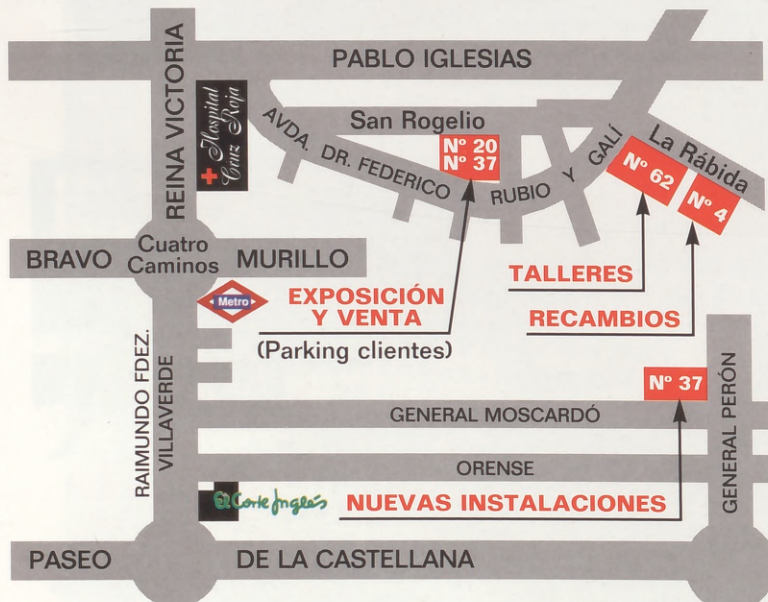 PABLO IGLESIAS
REINA VICTORIA
Hospital
Cruz Roja
San Rogelio
AVDA. DR. FEDERICO RUBIO Y GALÍ
Nº 20
Nº 37
La Rábida
Nº 62
Nº 4
BRAVO MURILLO
Cuatro
Caminos
Metro
EXPOSICIÓN
Y VENTA
(Parking clientes)
TALLERES
RECAMBIOS
RAIMUNDO FDEZ.
VILLAVERDE
Nº 37
GENERAL MOSCARDÓ
GENERAL PERÓN
ORENSE
El Corte Inglés
NUEVAS INSTALACIONES
PASEO DE LA CASTELLANA